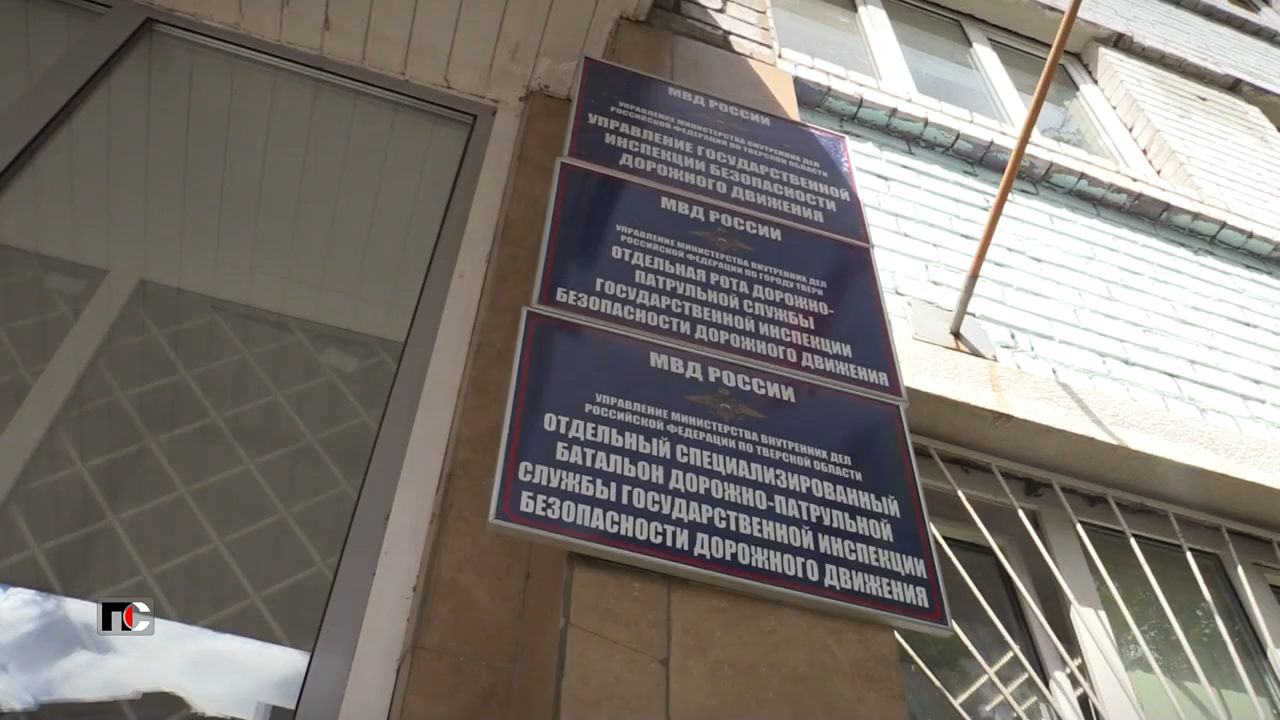 МВД РОССИИ
УПРАВЛЕНИЕ МИНИСТЕРСТВА ВНУТРЕННИХ ДЕЛ
РОССИЙСКОЙ ФЕДЕРАЦИИ ПО ТВЕРСКОЙ ОБЛАСТИ
УПРАВЛЕНИЕ ГОСУДАРСТВЕННОЙ
ИНСПЕКЦИИ БЕЗОПАСНОСТИ
ДОРОЖНОГО ДВИЖЕНИЯ
МВД РОССИИ
УПРАВЛЕНИЕ МИНИСТЕРСТВА ВНУТРЕННИХ ДЕЛ
РОССИЙСКОЙ ФЕДЕРАЦИИ ПО ГОРОДУ ТВЕРИ
ОТДЕЛЬНАЯ РОТА ДОРОЖНО-
ПАТРУЛЬНОЙ СЛУЖБЫ
ГОСУДАРСТВЕННОЙ ИНСПЕКЦИИ
БЕЗОПАСНОСТИ ДОРОЖНОГО ДВИЖЕНИЯ
МВД РОССИИ
УПРАВЛЕНИЕ МИНИСТЕРСТВА ВНУТРЕННИХ ДЕЛ
РОССИЙСКОЙ ФЕДЕРАЦИИ ПО ТВЕРСКОЙ ОБЛАСТИ
ОТДЕЛЬНЫЙ СПЕЦИАЛИЗИРОВАННЫЙ
БАТАЛЬОН ДОРОЖНО-ПАТРУЛЬНОЙ
СЛУЖБЫ ГОСУДАРСТВЕННОЙ ИНСПЕКЦИИ
БЕЗОПАСНОСТИ ДОРОЖНОГО ДВИЖЕНИЯ
ПС